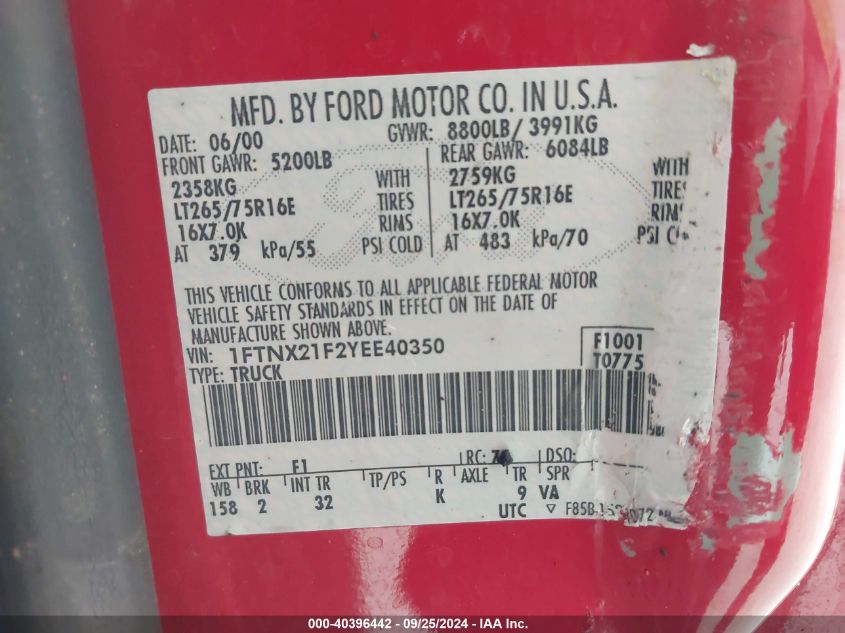 MFD. BY FORD MOTOR CO. IN U.S.A.
DATE: 06/00 GVWR: 8800LB/ 3991KG
FRONT GAWR: 5200LB REAR GAWR: 6084LB
2358KG WITH 2759KG WITH
LT265/75R16E TIRES LT265/75R16E TIRES
16X7.0K RIMS 16X7.0K RIMS
AT 379 kPa/55 PSI COLD AT 483 kPa/70 PSI
THIS VEHICLE CONFORMS TO ALL APPLICABLE FEDERAL MOTOR
VEHICLE SAFETY STANDARDS IN EFFECT ON THE DATE OF
MANUFACTURE SHOWN ABOVE.
VIN: 1FTNX21F2YEE40350 F1001
TYPE: TRUCK T0775
EXT PNT: F1 RC: DSO:
WB BRK INT TR TP/PS R AXLE TR SPR
158 2 32 K 9 VA
UTC
000-40396442 - 09/25/2024 - IAA Inc.